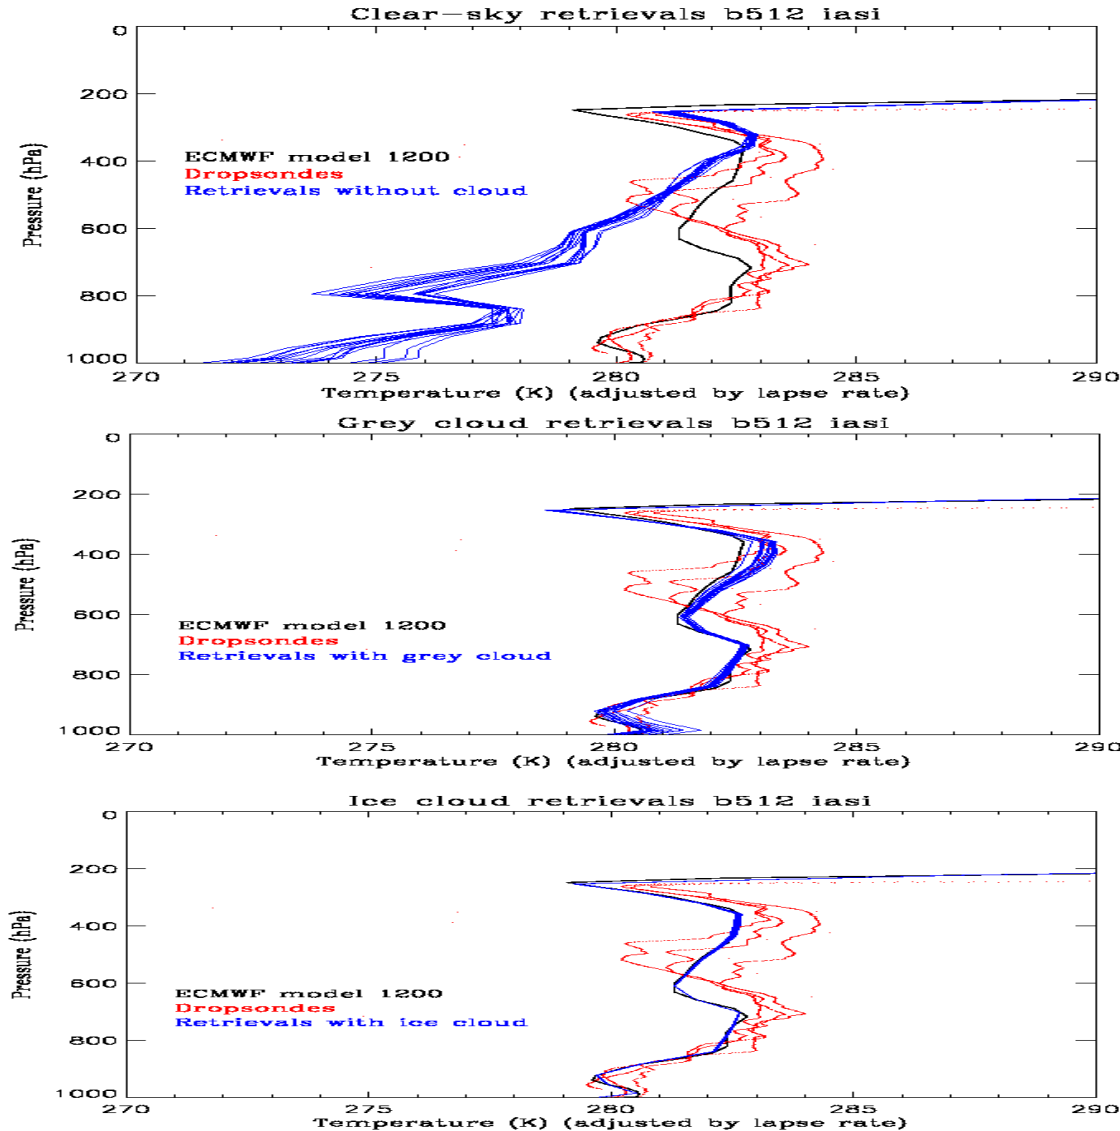 Clear-sky retrievals b512 iasi
0
200
400
600
800
1000
Pressure (hPa)
ECMWF model 1200
Dropsondes
Retrievals without cloud
270 275 280 285 290
Temperature (K) (adjusted by lapse rate)
Grey cloud retrievals b512 iasi
0
200
400
600
800
1000
Pressure (hPa)
ECMWF model 1200
Dropsondes
Retrievals with grey cloud
270 275 280 285 290
Temperature (K) (adjusted by lapse rate)
Ice cloud retrievals b512 iasi
0
200
400
600
800
1000
Pressure (hPa)
ECMWF model 1200
Dropsondes
Retrievals with ice cloud
270 275 280 285 290
Temperature (K) (adjusted by lapse rate)